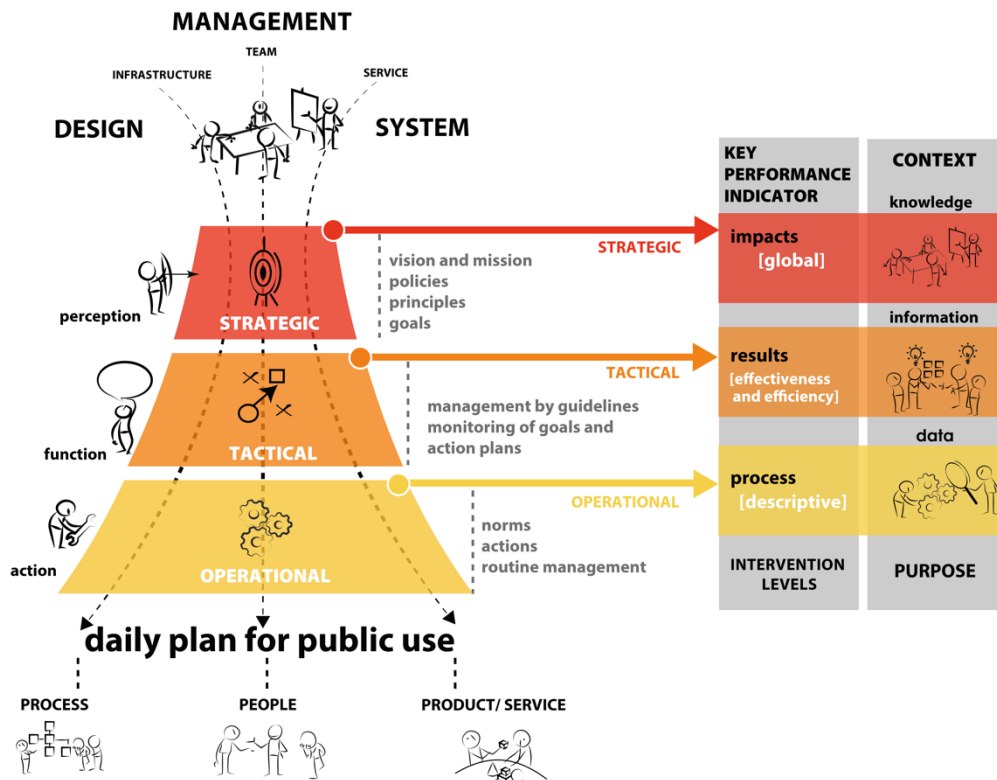 MANAGEMENT
TEAM
INFRASTRUCTURE
SERVICE
DESIGN
SYSTEM
perception
STRATEGIC
function
TACTICAL
action
OPERATIONAL
STRATEGIC
vision and mission
policies
principles
goals
TACTICAL
management by guidelines
monitoring of goals and
action plans
OPERATIONAL
norms
actions
routine management
KEY
PERFORMANCE
INDICATOR
impacts
[global]
results
[effectiveness
and efficiency]
process
[descriptive]
INTERVENTION
LEVELS
CONTEXT
knowledge
information
data
PURPOSE
daily plan for public use
PROCESS
PEOPLE
PRODUCT/ SERVICE